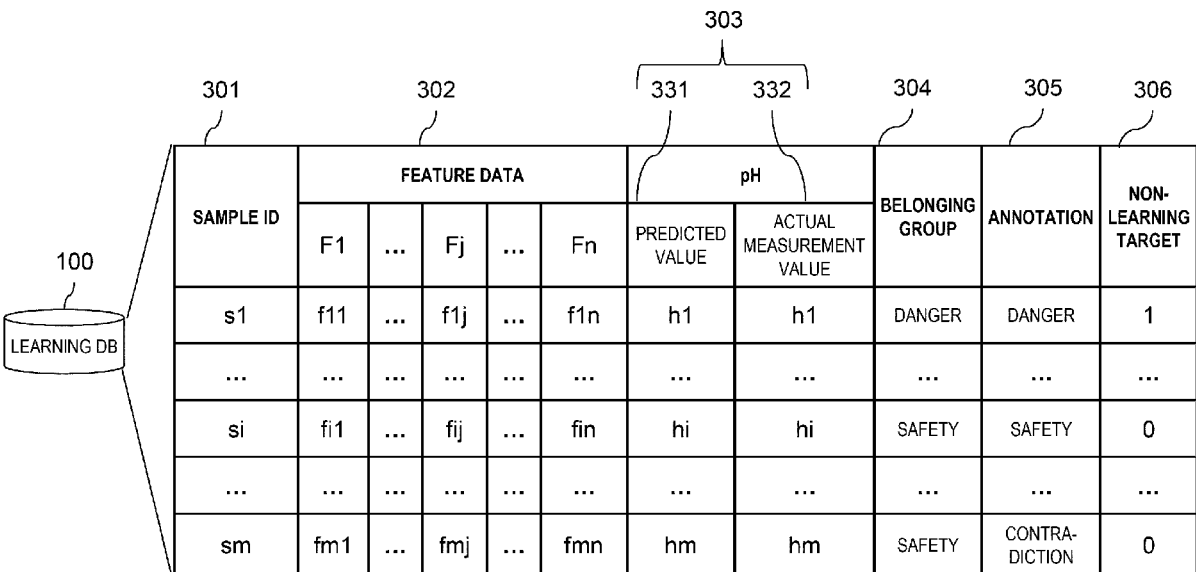 303
301 302 331 332 304 305 306
SAMPLE ID FEATURE DATA pH BELONGING GROUP ANNOTATION NON-LEARNING TARGET
F1 ... Fj ... Fn PREDICTED VALUE ACTUAL MEASUREMENT VALUE
100
LEARNING DB
s1 f11 ... f1j ... f1n h1 h1 DANGER DANGER 1
... ... ... ... ... ... ... ... ... ... ...
si fi1 ... fij ... fin hi hi SAFETY SAFETY 0
... ... ... ... ... ... ... ... ... ... ...
sm fm1 ... fmj ... fmn hm hm SAFETY CONTRA-DICTION 0